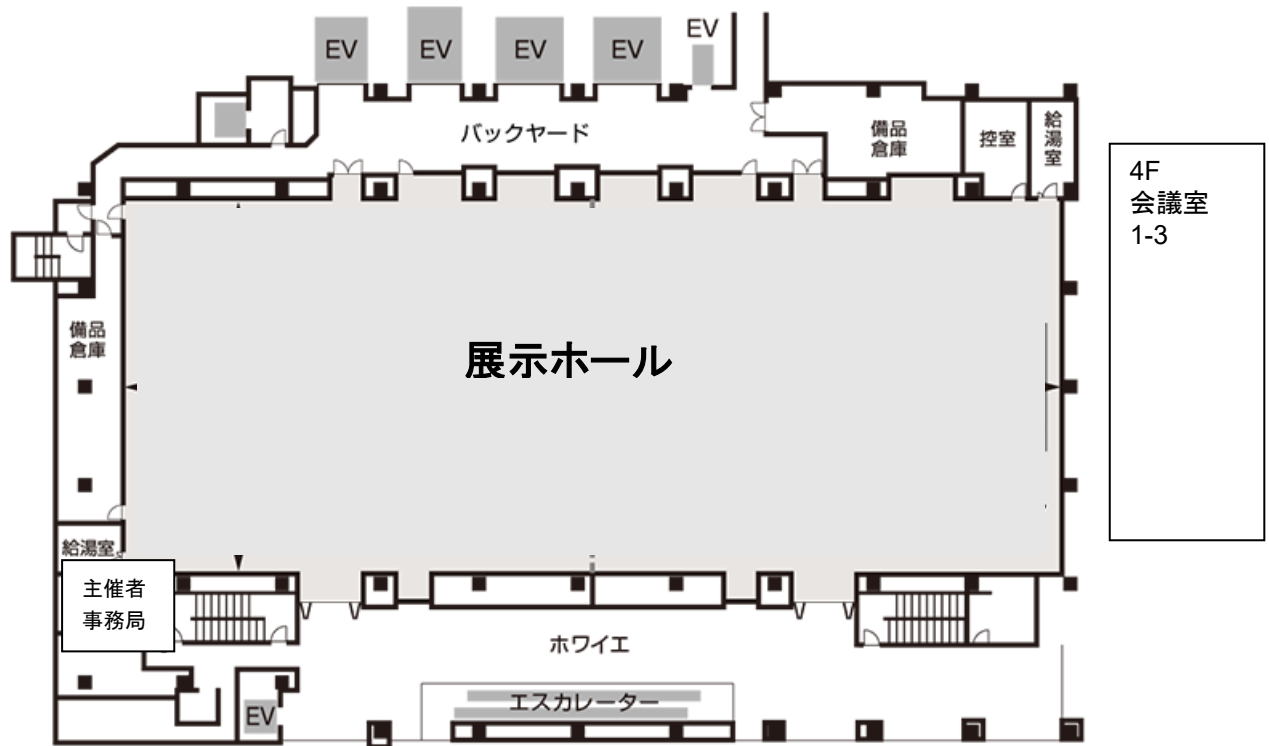 EV
EV
EV
EV
EV
バックヤード
備品
倉庫
控室
給
湯
室
4F
会議室
1-3
備品
倉庫
展示ホール
給湯室
主催者
事務局
ホワイエ
エスカレーター
EV